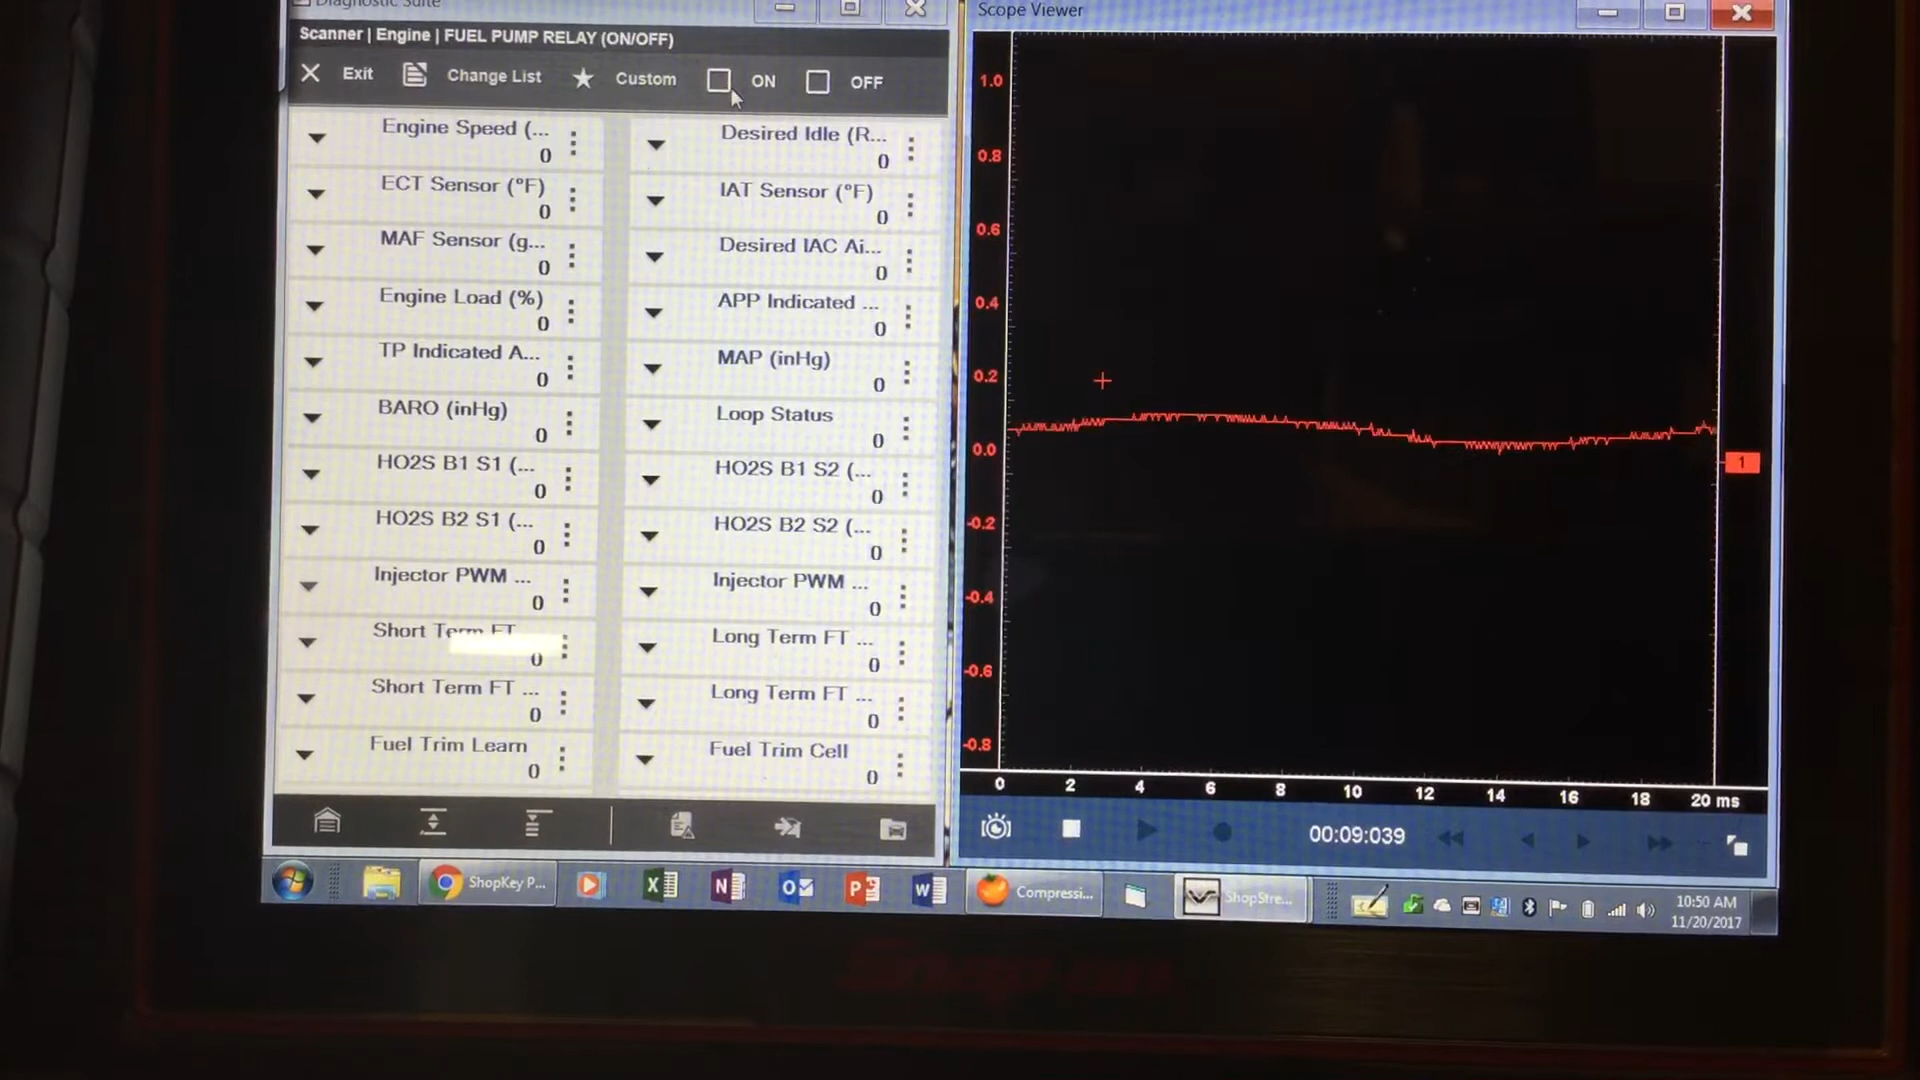 Diagnostic Suite
Scanner | Engine | FUEL PUMP RELAY (ON/OFF)
Exit Change List Custom ON OFF
Engine Speed (... 0
Desired Idle (R... 0
ECT Sensor (°F) 0
IAT Sensor (°F) 0
MAF Sensor (g... 0
Desired IAC Ai... 0
Engine Load (%) 0
APP Indicated ... 0
TP Indicated A... 0
MAP (inHg) 0
BARO (inHg) 0
Loop Status 0
HO2S B1 S1 (... 0
HO2S B1 S2 (... 0
HO2S B2 S1 (... 0
HO2S B2 S2 (... 0
Injector PWM ... 0
Injector PWM ... 0
Short Term FT 0
Long Term FT ... 0
Short Term FT ... 0
Long Term FT ... 0
Fuel Trim Learn 0
Fuel Trim Cell 0
Scope Viewer
1.0
0.8
0.6
0.4
0.2
0.0
-0.2
-0.4
-0.6
-0.8
1
0 2 4 6 8 10 12 14 16 18 20 ms
00:09:039
ShopKey P...
Compressi...
ShopStre...
10:50 AM
11/20/2017